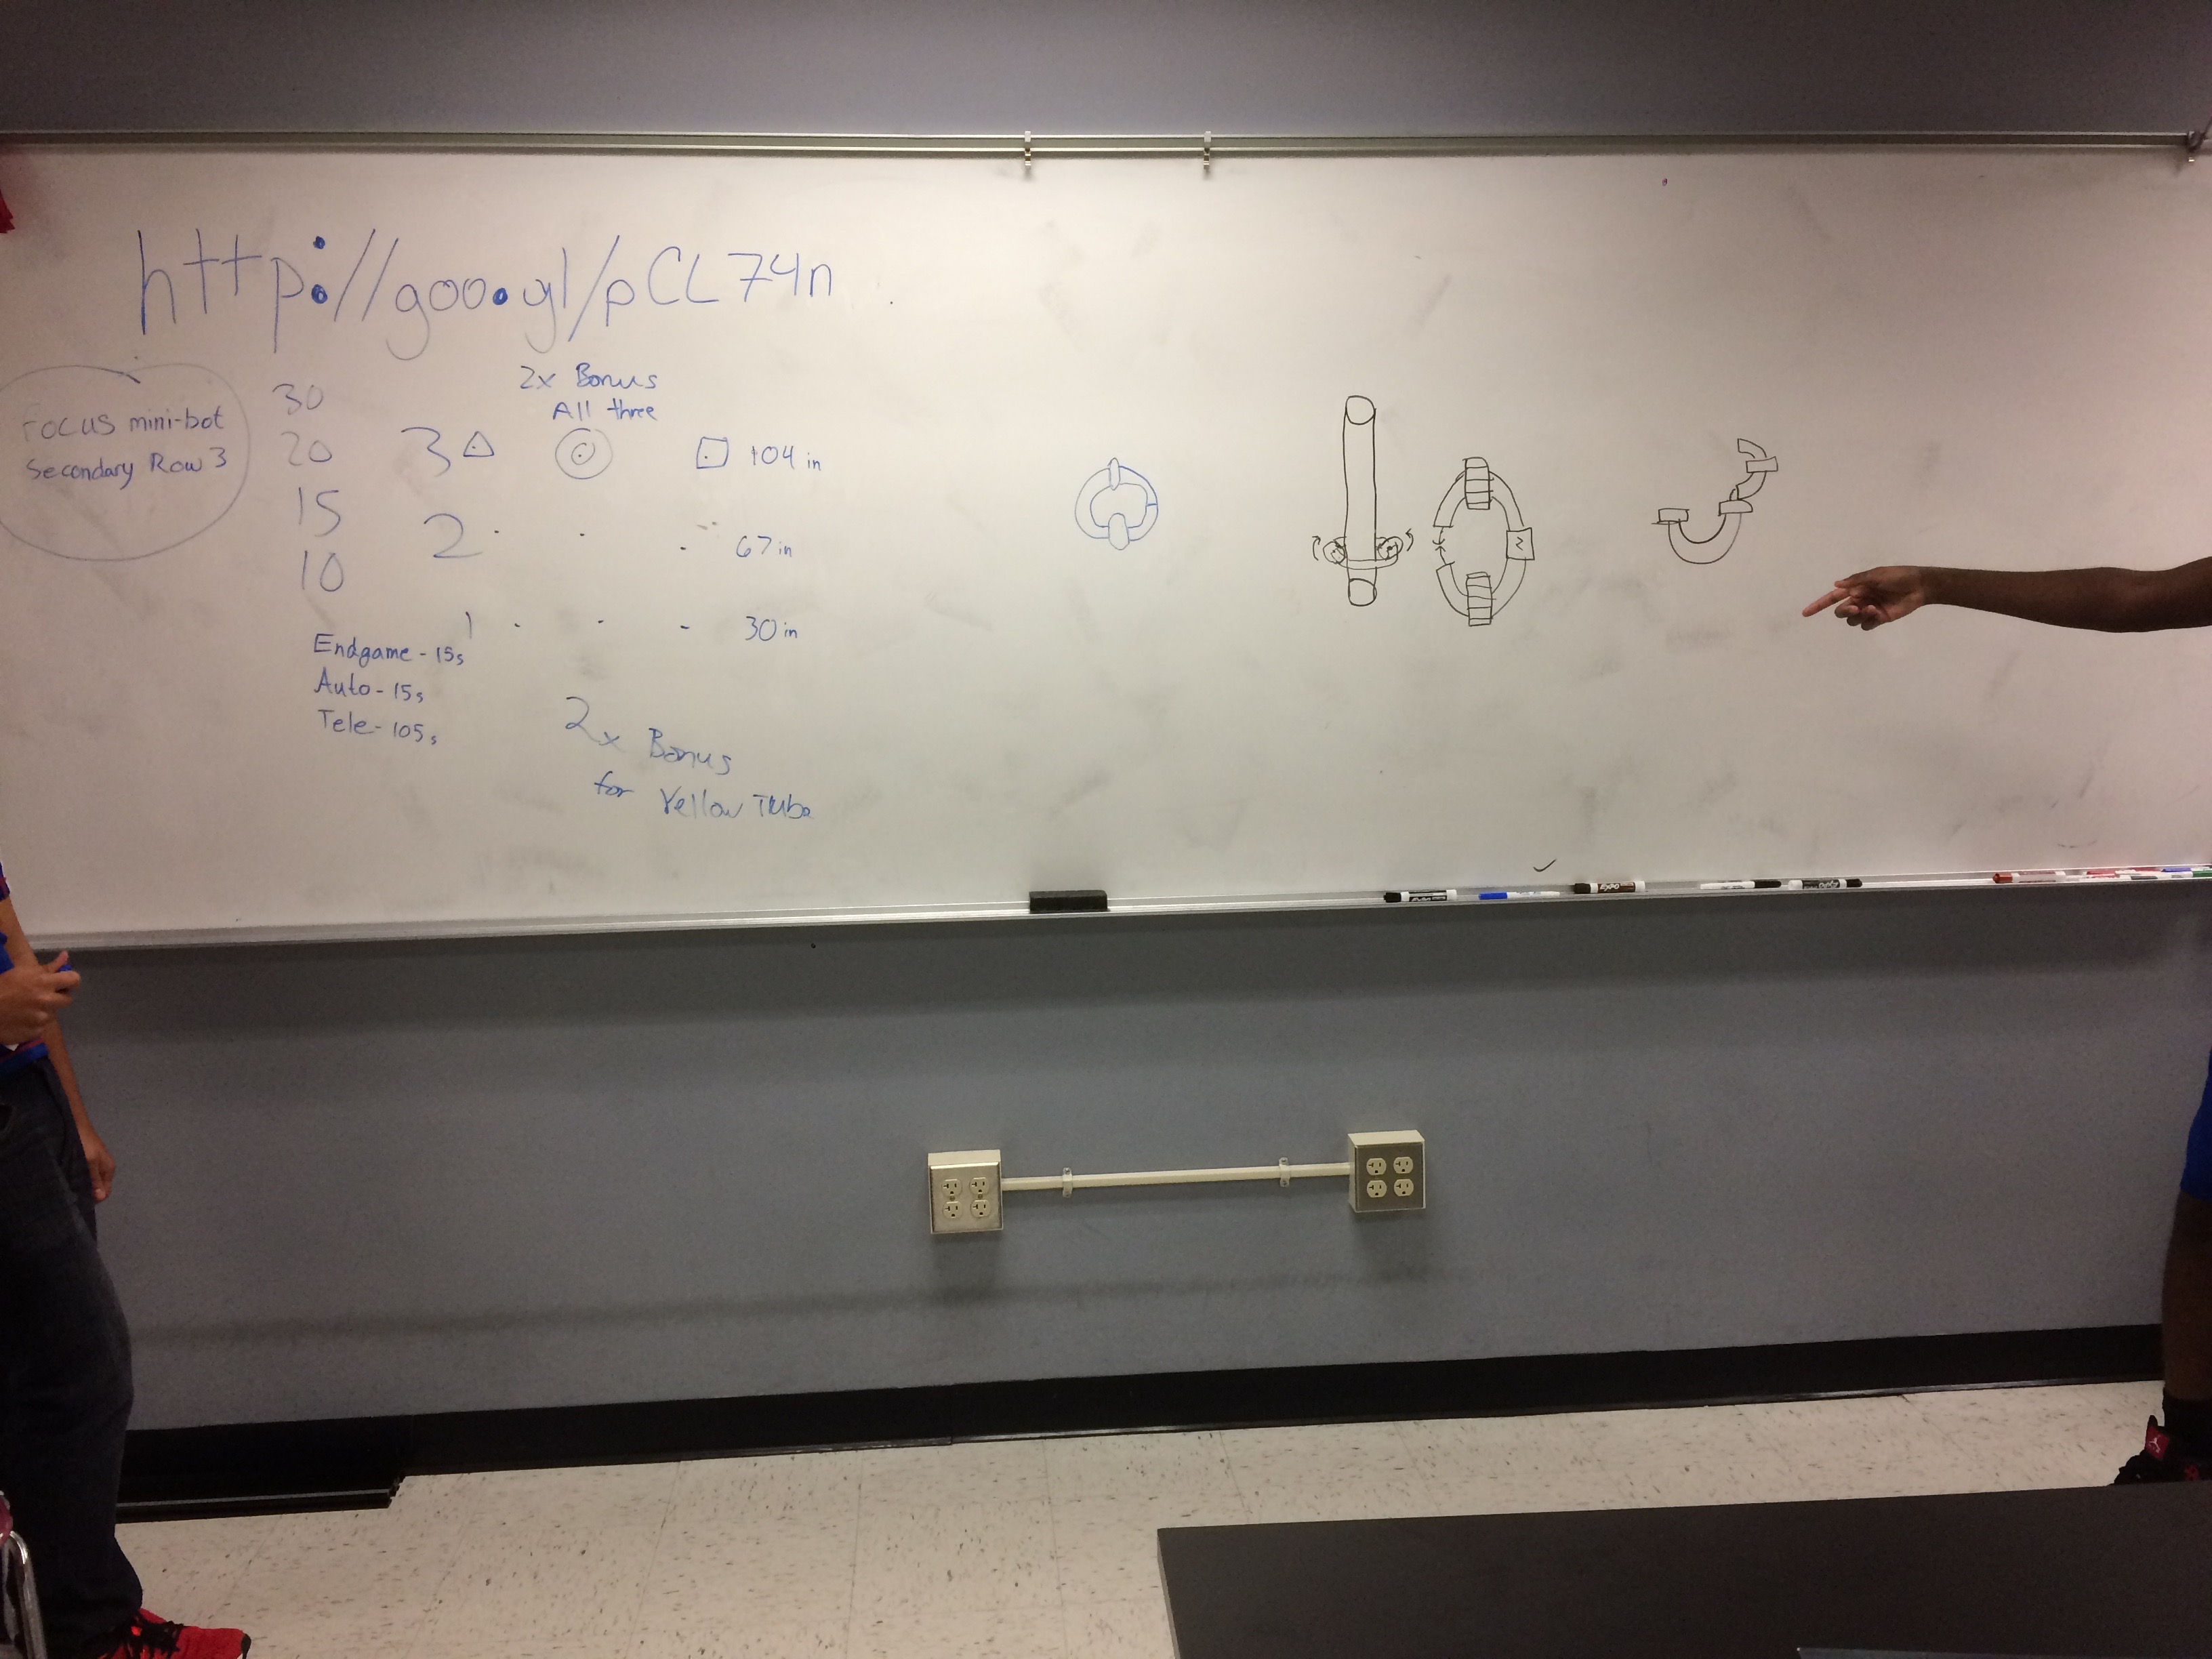 http://goo.gl/pCL74n
FOCUS mini-bot
Secondary Row 3
30
20
15
10
2x Bonus
All three
3
104 in
2
67 in
1
30 in
Endgame - 15s
Auto - 15s
Tele - 105s
2x Bonus
for Yellow Tube